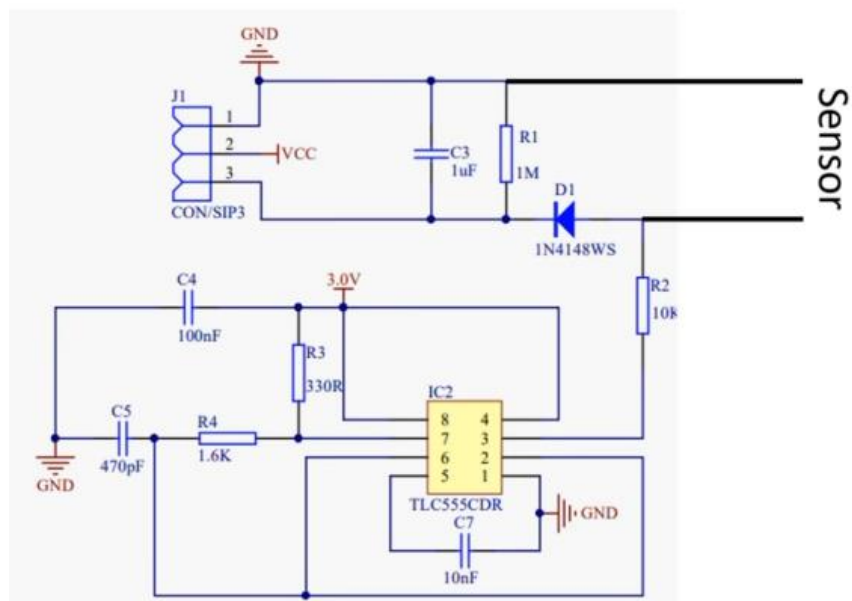 GND
J1
1
2
VCC
3
CON/SIP3
C3
1uF
R1
1M
D1
1N4148WS
Sensor
C4
100nF
3.0V
R2
10K
R3
330R
IC2
C5
470pF
R4
1.6K
8 4
7 3
6 2
5 1
GND
TLC555CDR
C7
10nF
GND